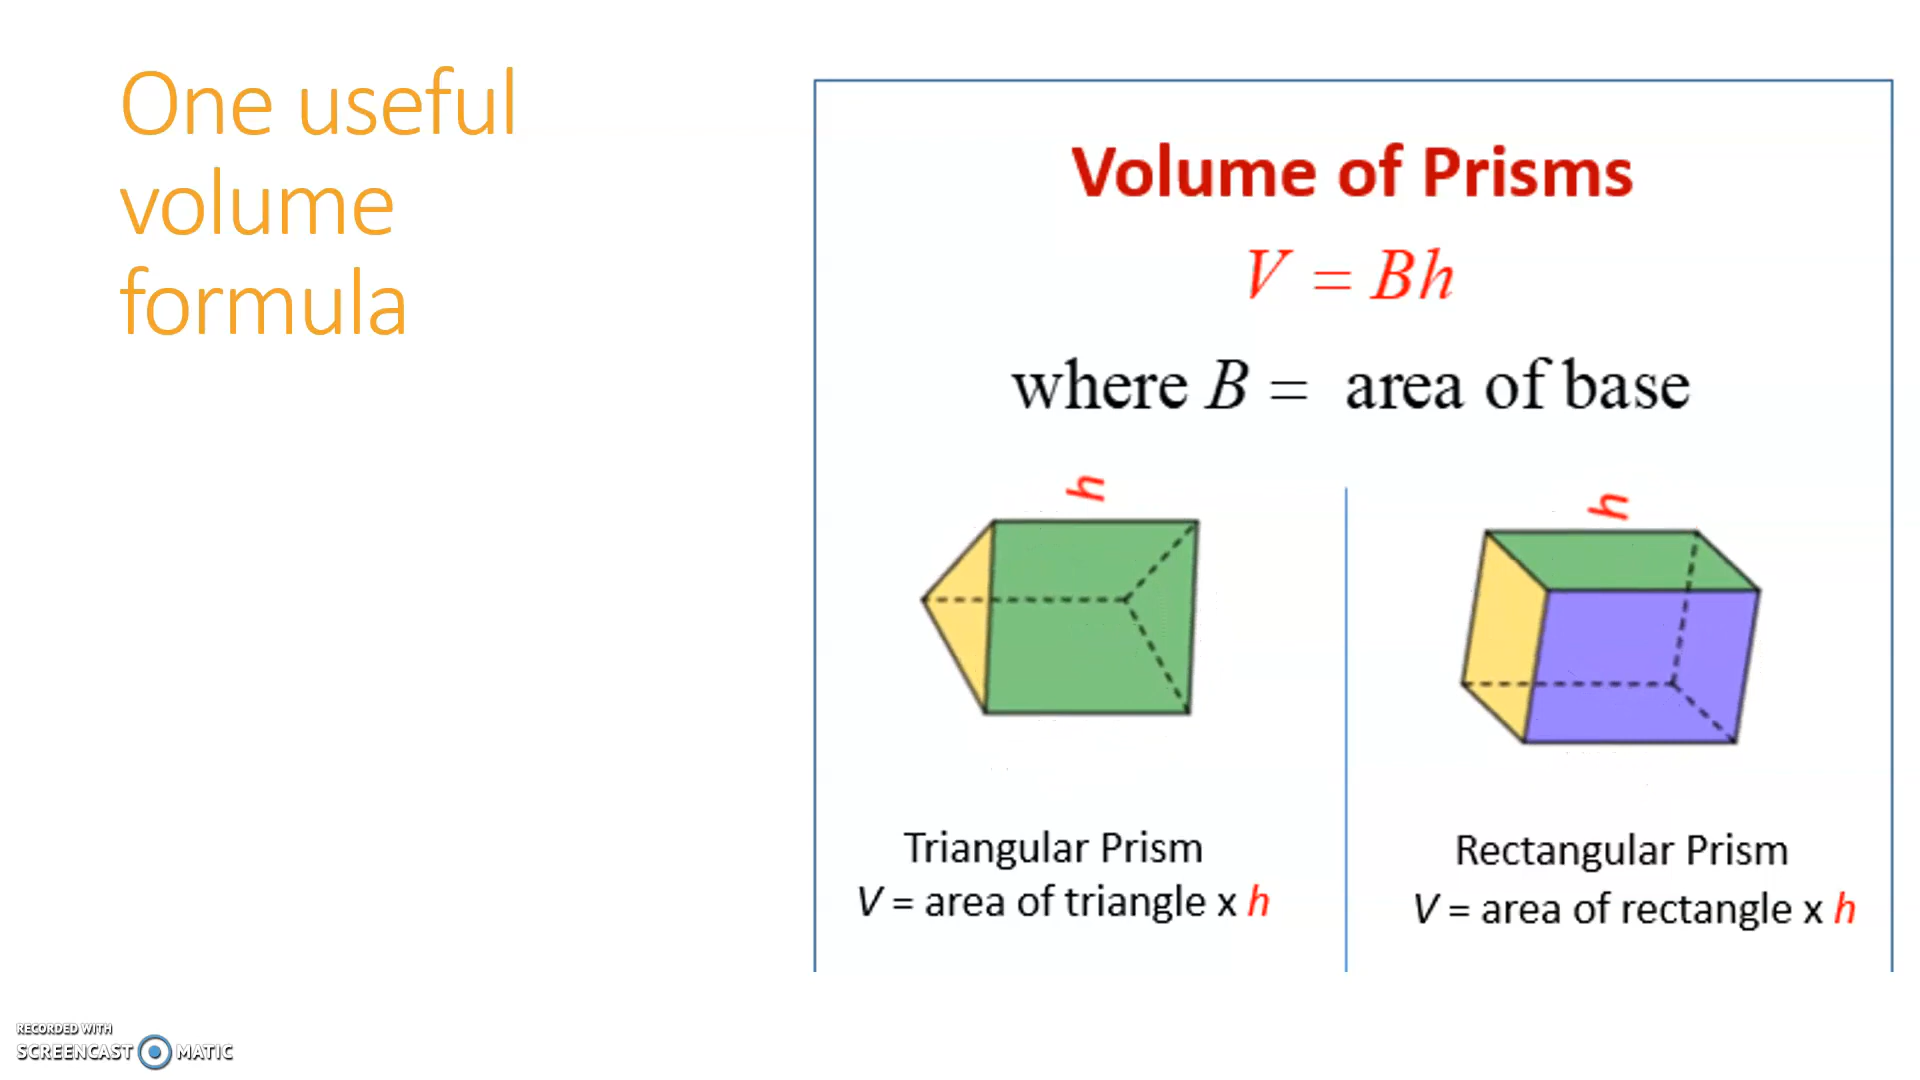 One useful
volume
formula
Volume of Prisms
V = Bh
where B = area of base
h
h
Triangular Prism
V = area of triangle x h
Rectangular Prism
V = area of rectangle x h
RECORDED WITH
SCREENCAST MATIC